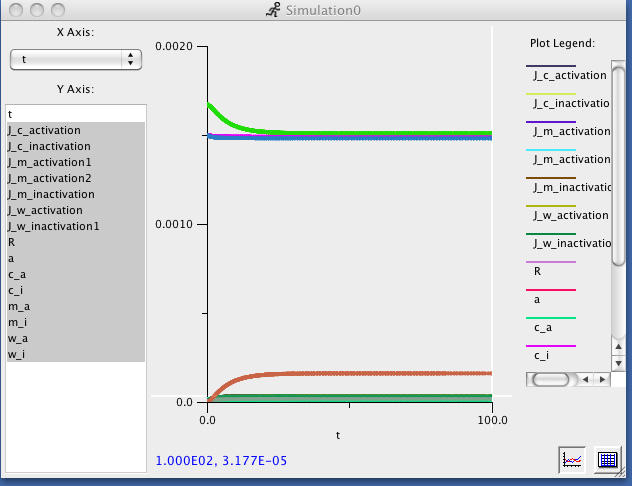 Simulation0
X Axis:
t
Y Axis:
t
J_c_activation
J_c_inactivation
J_m_activation1
J_m_activation2
J_m_inactivation
J_w_activation
J_w_inactivation1
R
a
c_a
c_i
m_a
m_i
w_a
w_i
0.0020
0.0010
0.0
0.0
100.0
t
1.000E02, 3.177E-05
Plot Legend:
J_c_activation
J_c_inactivatio
J_m_activation
J_m_activation
J_m_inactivatio
J_w_activation
J_w_inactivatio
R
a
c_a
c_i